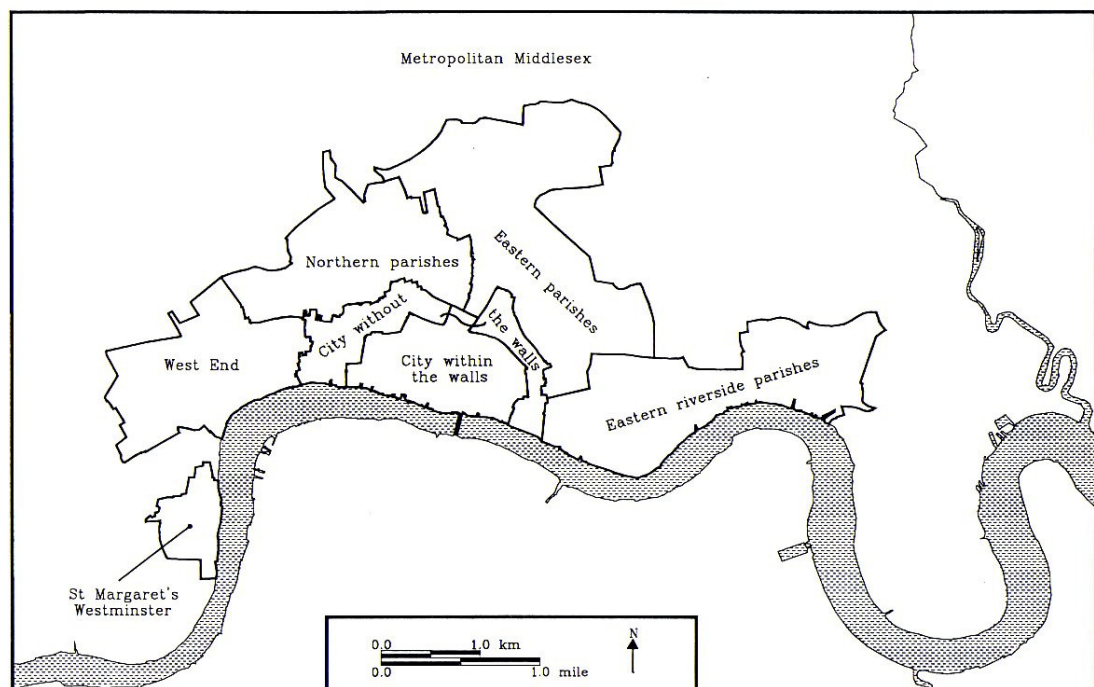 Metropolitan Middlesex
Northern parishes
Eastern parishes
City without
the walls
West End
City within
the walls
Eastern riverside parishes
St Margaret's
Westminster
0.0 1.0 km
0.0 1.0 mile
N